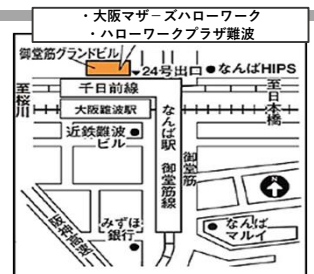 ・大阪マザーズハローワーク
・ハローワークプラザ難波
御堂筋グランドビル
24号出口
なんばHIPS
至桜川
千日前線
至日本橋
大阪難波駅
近鉄難波
ビル
なんば駅 御堂筋線
御堂筋
阪神高速
みずほ
銀行
なんば
マルイ